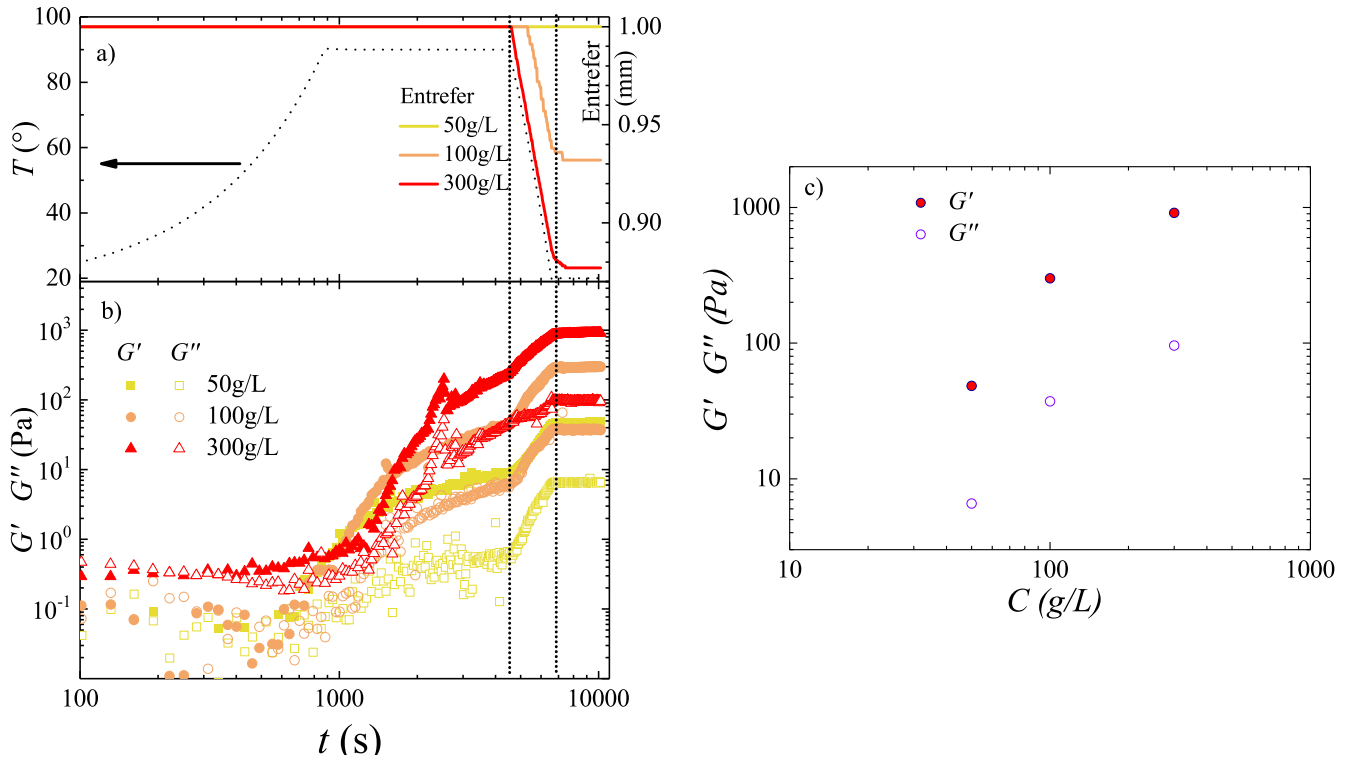 a)
100
80
60
40
20
T (°)
Entrefer
50g/L
100g/L
300g/L
1.00
0.95
0.90
Entrefer
(mm)
b)
G' G"
50g/L
100g/L
300g/L
10³
10²
10¹
10⁰
10⁻¹
G' G" (Pa)
100 1000 10000
t (s)
c)
G'
G"
1000
100
10
G' G" (Pa)
10 100 1000
C (g/L)